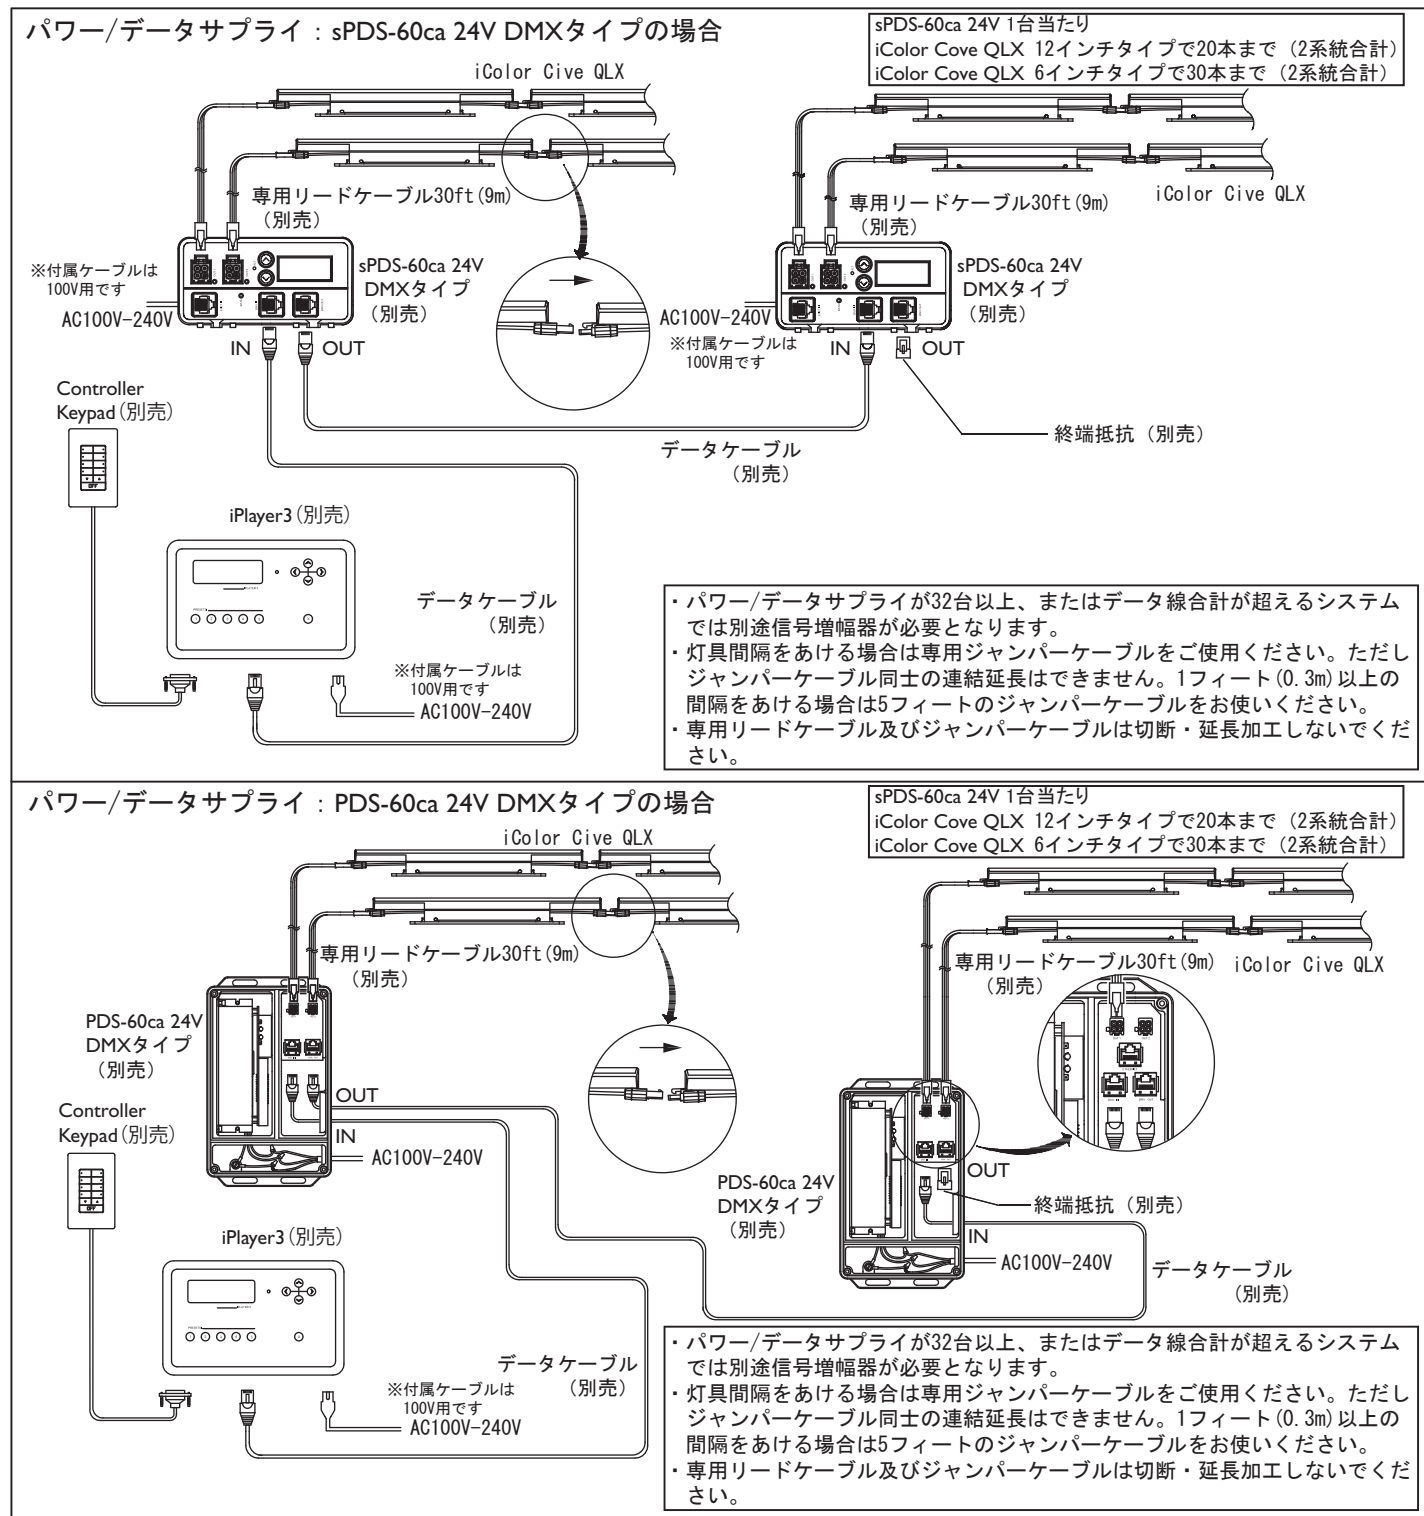 パワー/データサプライ：sPDS-60ca 24V DMXタイプの場合
sPDS-60ca 24V 1台当たり
iColor Cove QLX 12インチタイプで20本まで（2系統合計）
iColor Cove QLX 6インチタイプで30本まで（2系統合計）
iColor Cive QLX
iColor Cive QLX
専用リードケーブル30ft(9m)
（別売）
専用リードケーブル30ft(9m)
（別売）
※付属ケーブルは
100V用です
AC100V-240V
sPDS-60ca 24V
DMXタイプ
（別売）
IN
OUT
AC100V-240V
※付属ケーブルは
100V用です
sPDS-60ca 24V
DMXタイプ
（別売）
IN
OUT
終端抵抗（別売）
データケーブル
（別売）
Controller
Keypad（別売）
OFF
iPlayer3（別売）
データケーブル
（別売）
※付属ケーブルは
100V用です
AC100V-240V
・パワー/データサプライが32台以上、またはデータ線合計が超えるシステム
では別途信号増幅器が必要となります。
・灯具間隔をあける場合は専用ジャンパーケーブルをご使用ください。ただし
ジャンパーケーブル同士の連結延長はできません。1フィート(0.3m)以上の
間隔をあける場合は5フィートのジャンパーケーブルをお使いください。
・専用リードケーブル及びジャンパーケーブルは切断・延長加工しないでくだ
さい。
パワー/データサプライ：PDS-60ca 24V DMXタイプの場合
sPDS-60ca 24V 1台当たり
iColor Cove QLX 12インチタイプで20本まで（2系統合計）
iColor Cove QLX 6インチタイプで30本まで（2系統合計）
iColor Cive QLX
専用リードケーブル30ft(9m)
（別売）
専用リードケーブル30ft(9m)
（別売）
iColor Cive QLX
PDS-60ca 24V
DMXタイプ
（別売）
OUT
IN
AC100V-240V
Controller
Keypad（別売）
OFF
PDS-60ca 24V
DMXタイプ
（別売）
OUT
終端抵抗（別売）
IN
AC100V-240V
データケーブル
（別売）
iPlayer3（別売）
データケーブル
（別売）
※付属ケーブルは
100V用です
AC100V-240V
・パワー/データサプライが32台以上、またはデータ線合計が超えるシステム
では別途信号増幅器が必要となります。
・灯具間隔をあける場合は専用ジャンパーケーブルをご使用ください。ただし
ジャンパーケーブル同士の連結延長はできません。1フィート(0.3m)以上の
間隔をあける場合は5フィートのジャンパーケーブルをお使いください。
・専用リードケーブル及びジャンパーケーブルは切断・延長加工しないでくだ
さい。